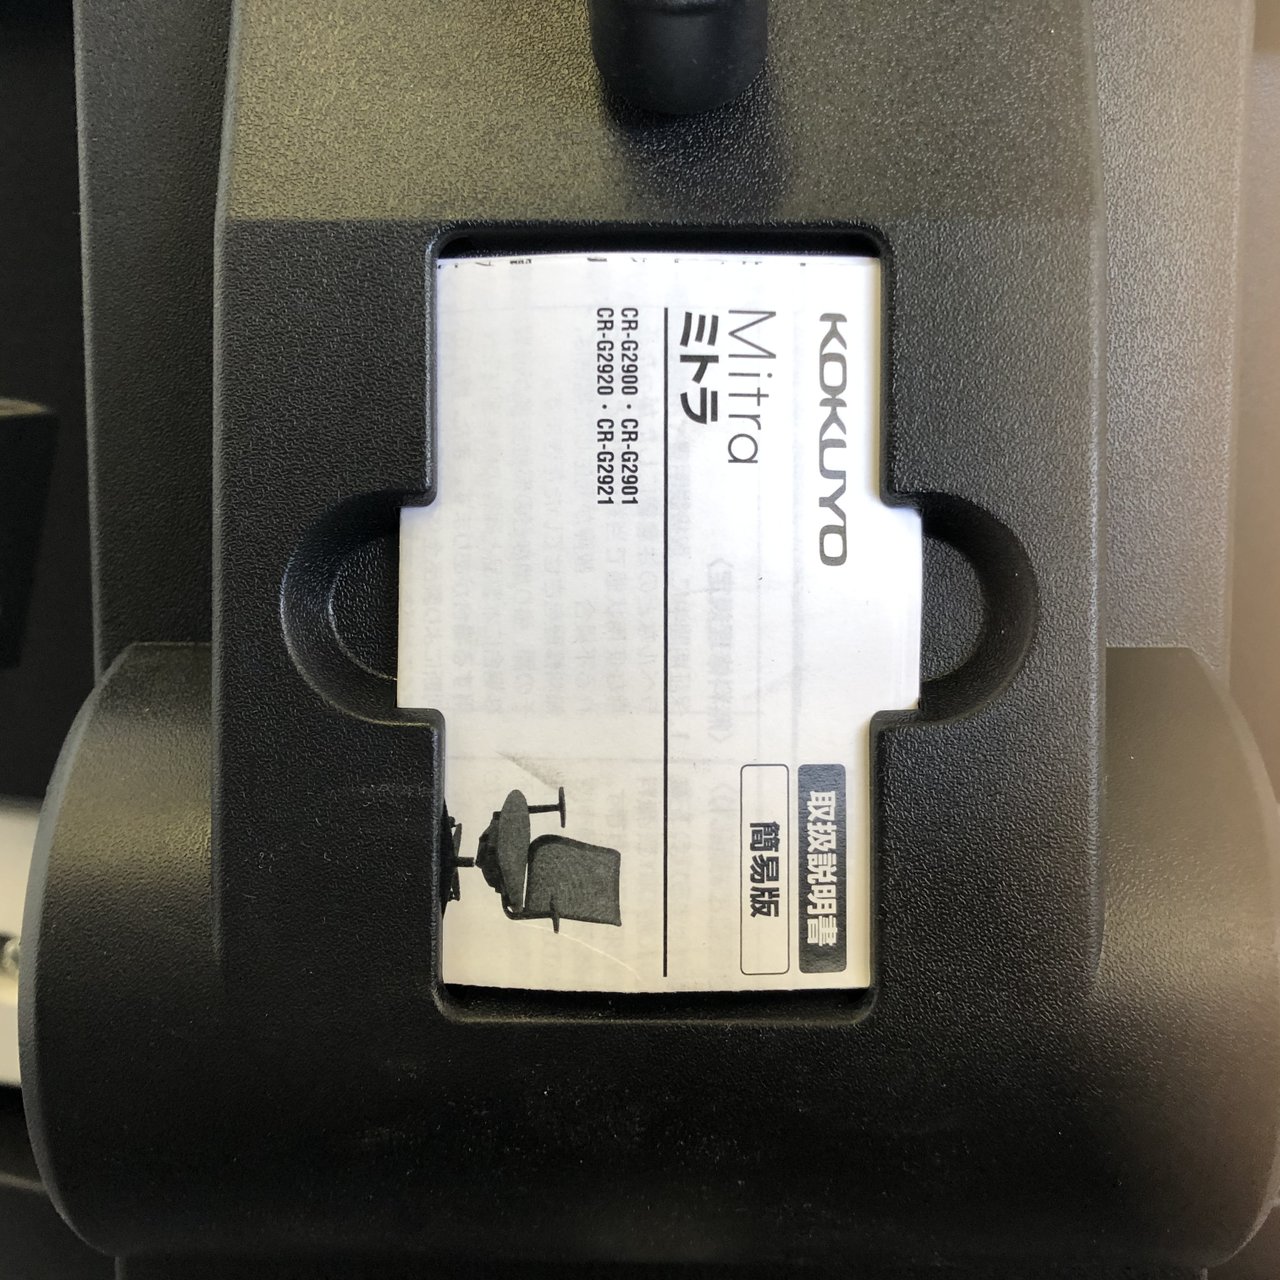 KOKUYO
取扱説明書
簡易版
Mitra
ミトラ
CR-G2900・CR-G2901
CR-G2920・CR-G2921